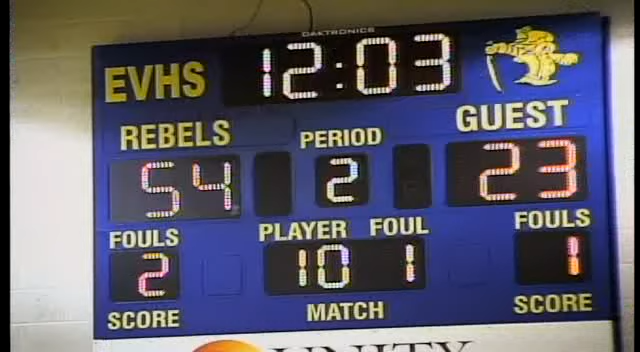 DAKTRONICS
EVHS 12:03
REBELS PERIOD GUEST
54 2 23
FOULS PLAYER FOUL FOULS
2 10 1 1
SCORE MATCH SCORE
UNITY